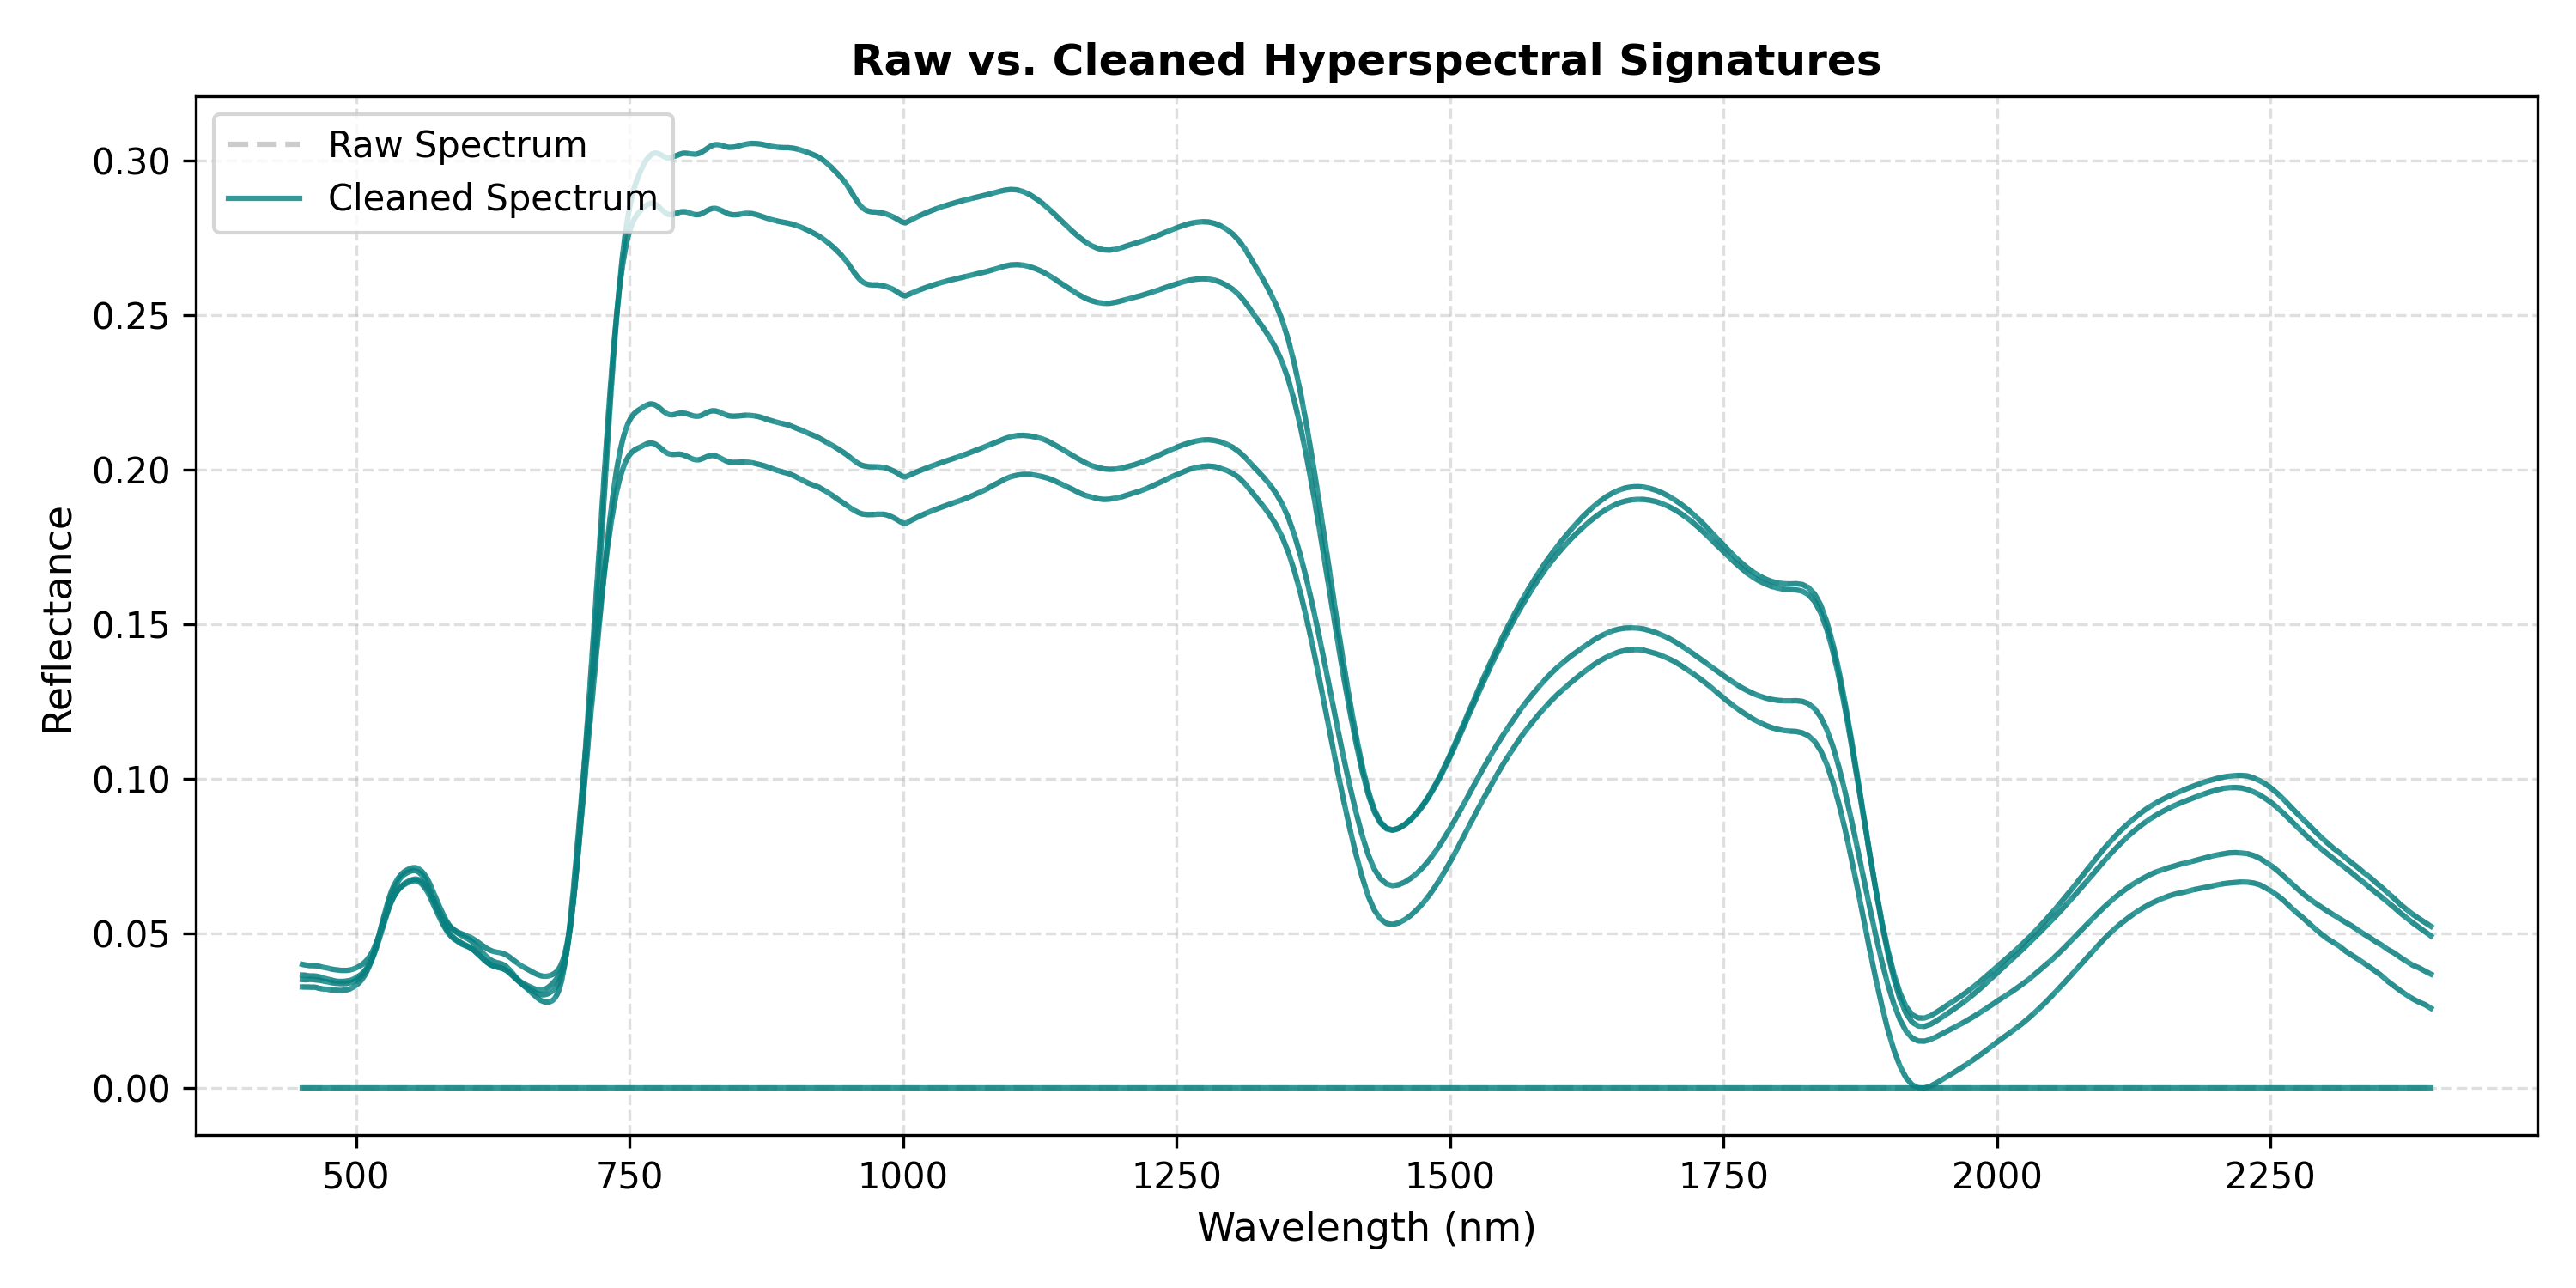 Raw vs. Cleaned Hyperspectral Signatures
Raw Spectrum
Cleaned Spectrum
Reflectance
0.30
0.25
0.20
0.15
0.10
0.05
0.00
500 750 1000 1250 1500 1750 2000 2250
Wavelength (nm)